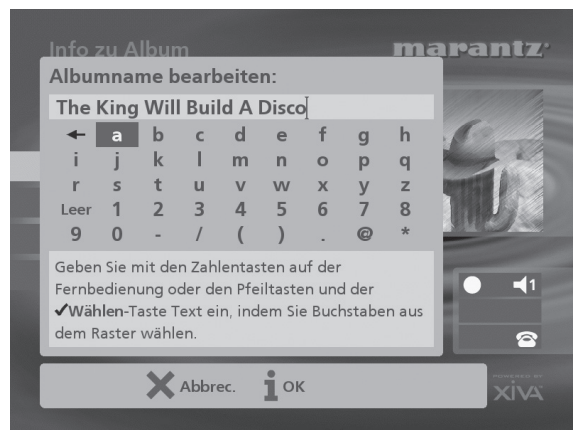 Info zu Album
marantz
Albumname bearbeiten:
The King Will Build A Disco
← a b c d e f g h
i j k l m n o p q
r s t u v w x y z
Leer 1 2 3 4 5 6 7 8
9 0 - / ( ) . @ *
Geben Sie mit den Zahlentasten auf der
Fernbedienung oder den Pfeiltasten und der
✓Wählen-Taste Text ein, indem Sie Buchstaben aus
dem Raster wählen.
1
Abbrec. OK
POWERED BY
XiVA